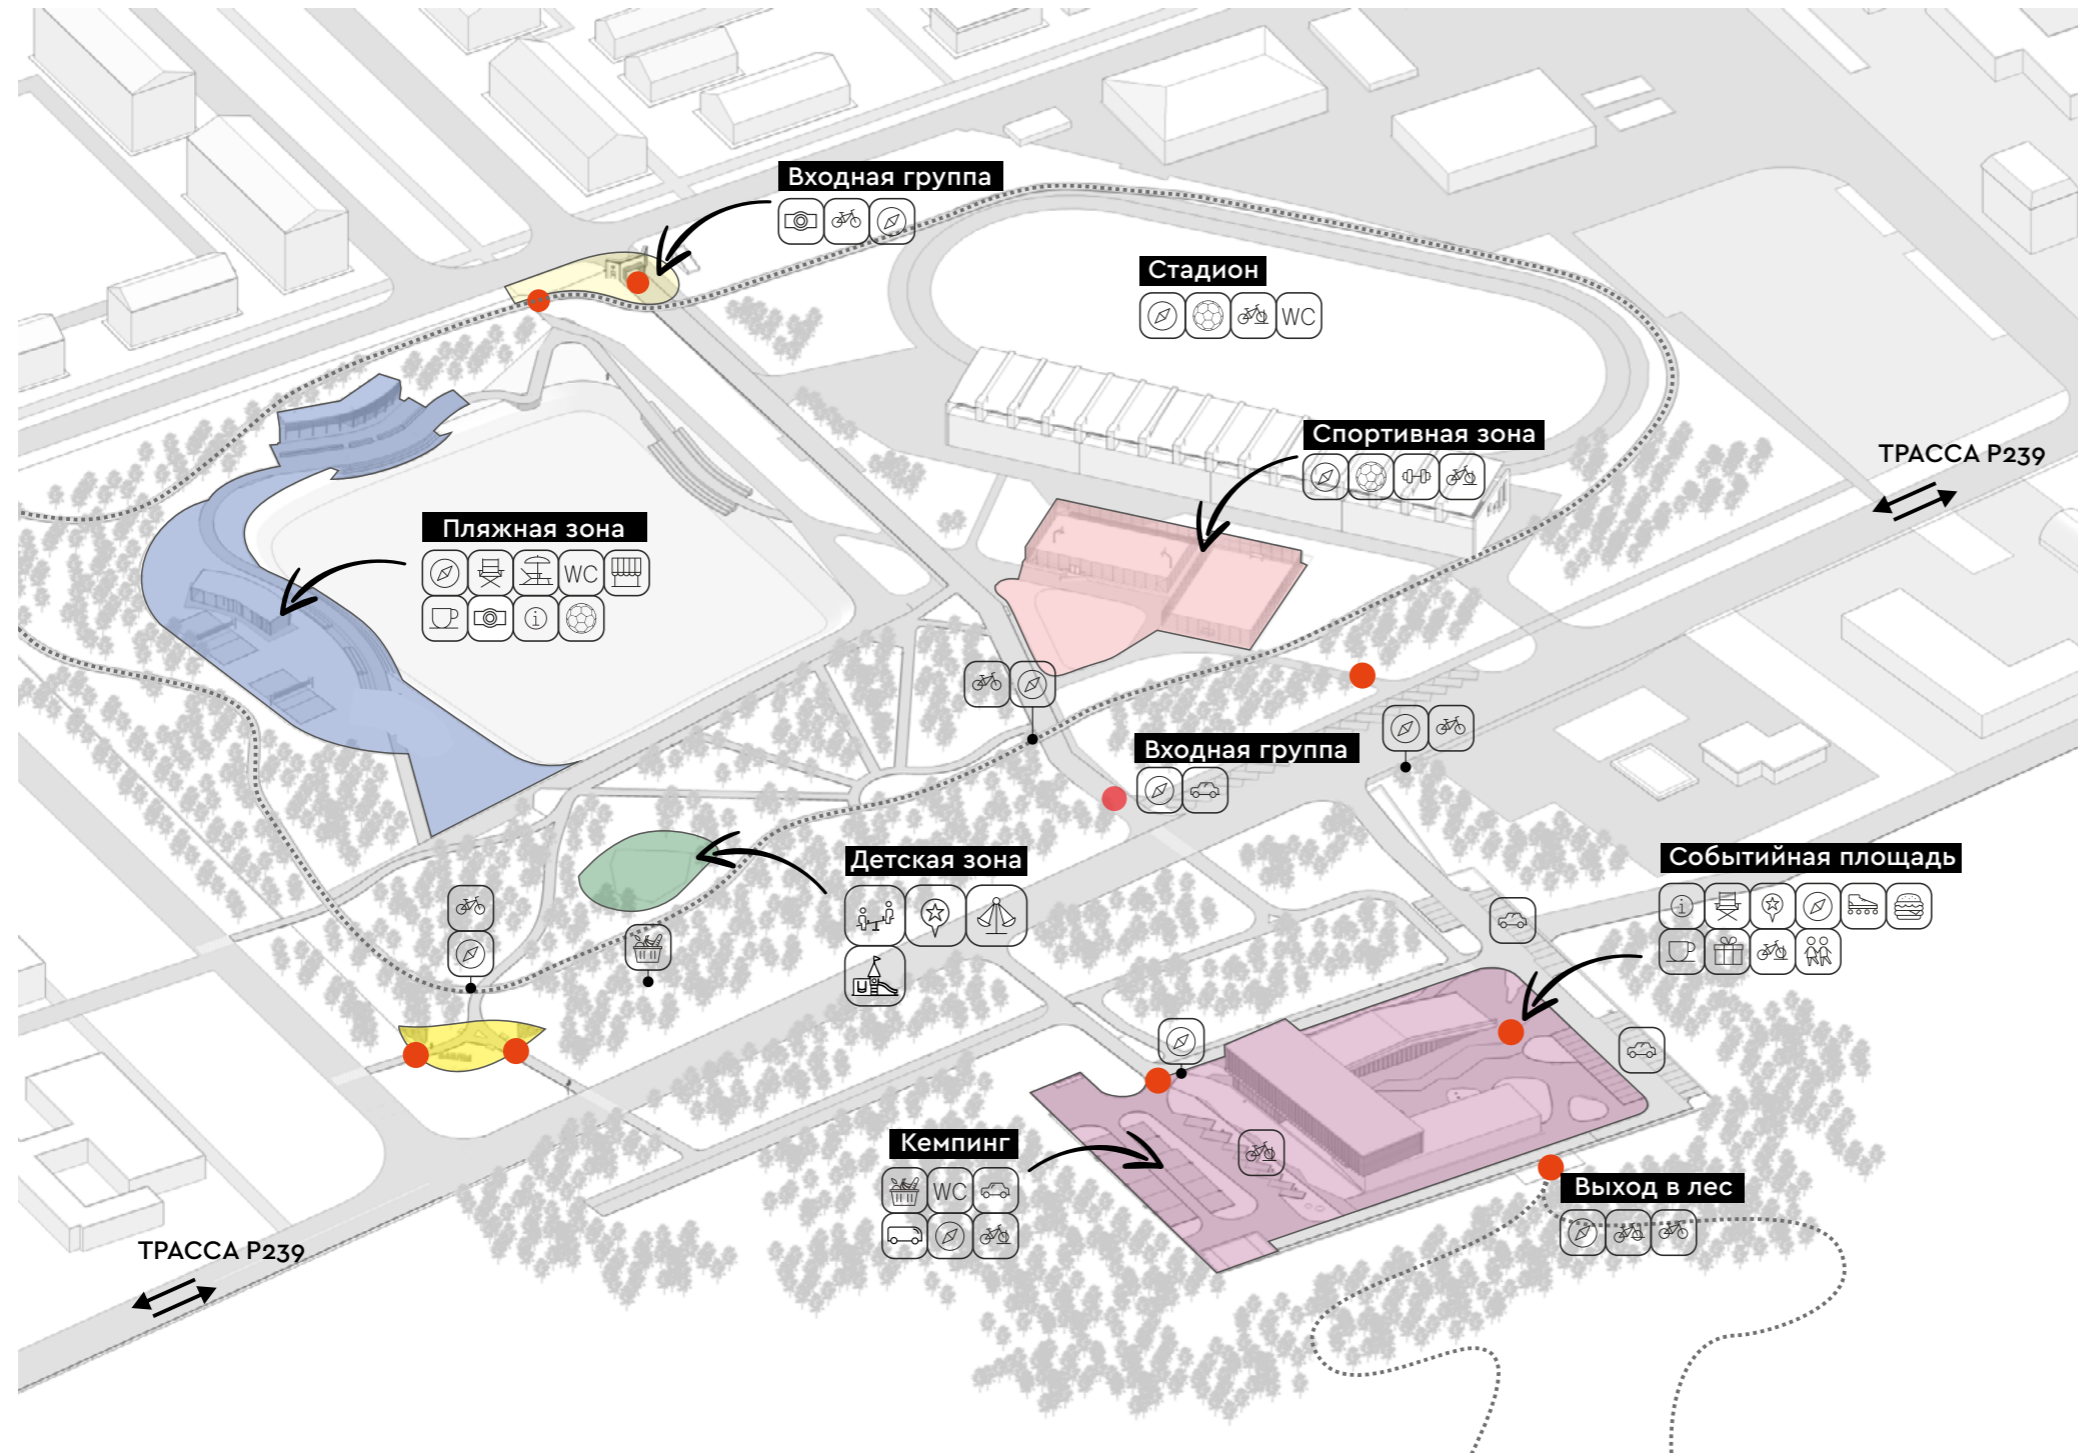 Входная группа
Стадион
WC
Спортивная зона
ТРАССА Р239
Пляжная зона
WC
i
Входная группа
Детская зона
Событийная площадь
i
Кемпинг
WC
Выход в лес
ТРАССА Р239